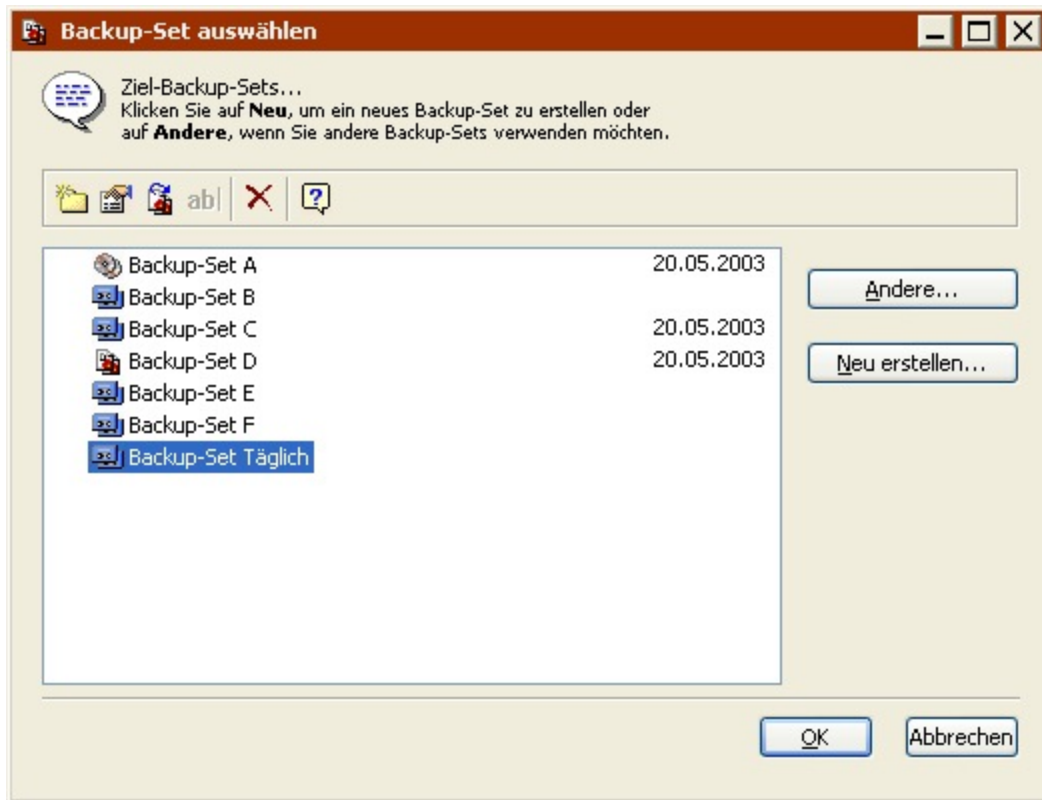 Backup-Set auswählen
Ziel-Backup-Sets...
Klicken Sie auf Neu, um ein neues Backup-Set zu erstellen oder
auf Andere, wenn Sie andere Backup-Sets verwenden möchten.
ab|
Backup-Set A 20.05.2003
Backup-Set B
Backup-Set C 20.05.2003
Backup-Set D 20.05.2003
Backup-Set E
Backup-Set F
Backup-Set Täglich
Andere...
Neu erstellen...
OK
Abbrechen